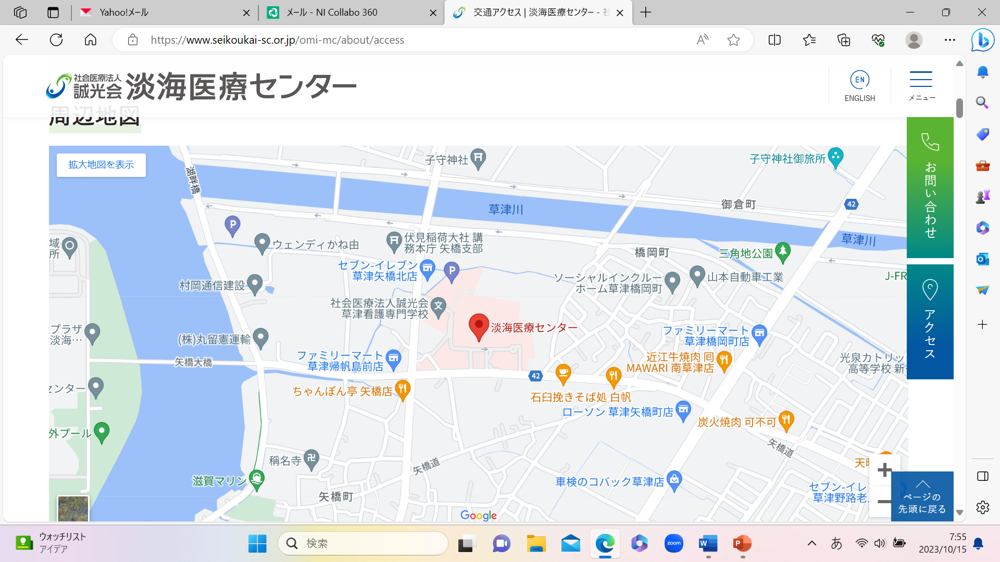 Yahoo!メール
メール - NI Collabo 360
交通アクセス | 淡海医療センター - 社
https://www.seikoukai-sc.or.jp/omi-mc/about/access
社会医療法人
誠光会
淡海医療センター
EN
ENGLISH
メニュー
周辺地図
拡大地図を表示
お問い合わせ
アクセス
湖畔橋
子守神社
子守神社御旅所
草津川
御倉町
42
草津川
P
ウェンディかね由
伏見稲荷大社 講
務本庁 矢橋支部
橋岡町
三角地公園
域
所
セブン-イレブン
草津矢橋北店
P
ソーシャルインクルー
ホーム草津橋岡町
山本自動車工業
J-FR
村岡通信建設
社会医療法人誠光会
草津看護専門学校
文
淡海医療センター
プラザ
淡海…
(株)丸留憲運輸
ファミリーマート
草津橋岡町店
矢橋大橋
ファミリーマート
草津帰帆島前店
近江牛焼肉 囘
MAWARI 南草津店
光泉カトリッ
高等学校 新
42
センター
ちゃんぽん亭 矢橋店
石臼挽きそば処 白帆
ローソン 草津矢橋町店
炭火焼肉 可不可
外プール
矢橋道
矢橋道
稱名寺
滋賀マリン
矢橋町
車検のコバック草津店
セブン-イレ
草津野路老
Google
ページの
先頭に戻る
ウォッチリスト
アイデア
検索
zoom
あ
7:55
2023/10/15